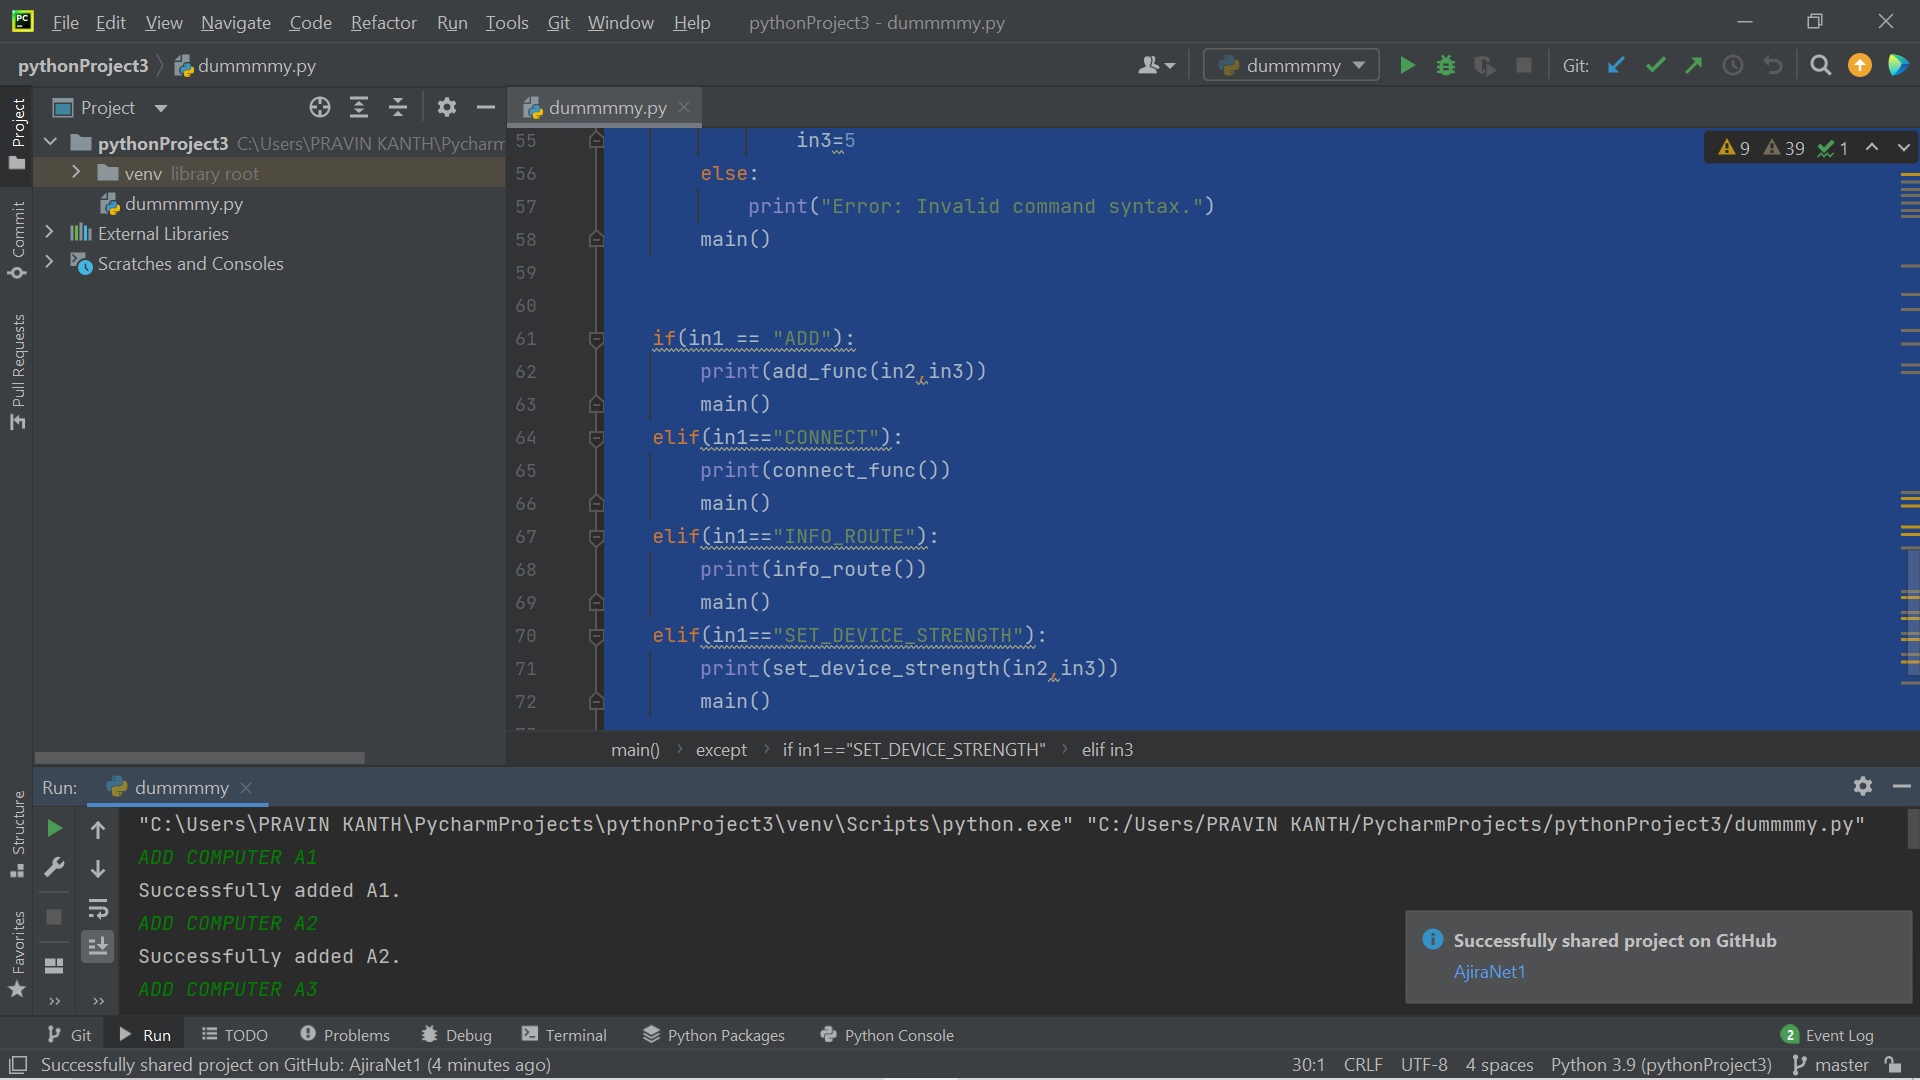 File Edit View Navigate Code Refactor Run Tools Git Window Help pythonProject3 - dummmmy.py
pythonProject3 dummmmy.py dummmmy Git:
Project dummmmy.py
pythonProject3 C:\Users\PRAVIN KANTH\Pycharm
venv library root
dummmmy.py
External Libraries
Scratches and Consoles
Project
Commit
Pull Requests
Structure
Favorites
9 39 1
55 in3=5
56 else:
57 print("Error: Invalid command syntax.")
58 main()
59
60
61 if(in1 == "ADD"):
62 print(add_func(in2,in3))
63 main()
64 elif(in1=="CONNECT"):
65 print(connect_func())
66 main()
67 elif(in1=="INFO_ROUTE"):
68 print(info_route())
69 main()
70 elif(in1=="SET_DEVICE_STRENGTH"):
71 print(set_device_strength(in2,in3))
72 main()
main() except if in1=="SET_DEVICE_STRENGTH" elif in3
Run: dummmmy
"C:\Users\PRAVIN KANTH\PycharmProjects\pythonProject3\venv\Scripts\python.exe" "C:/Users/PRAVIN KANTH/PycharmProjects/pythonProject3/dummmmy.py"
ADD COMPUTER A1
Successfully added A1.
ADD COMPUTER A2
Successfully added A2.
ADD COMPUTER A3
Successfully shared project on GitHub
AjiraNet1
Git Run TODO Problems Debug Terminal Python Packages Python Console 2 Event Log
Successfully shared project on GitHub: AjiraNet1 (4 minutes ago) 30:1 CRLF UTF-8 4 spaces Python 3.9 (pythonProject3) master